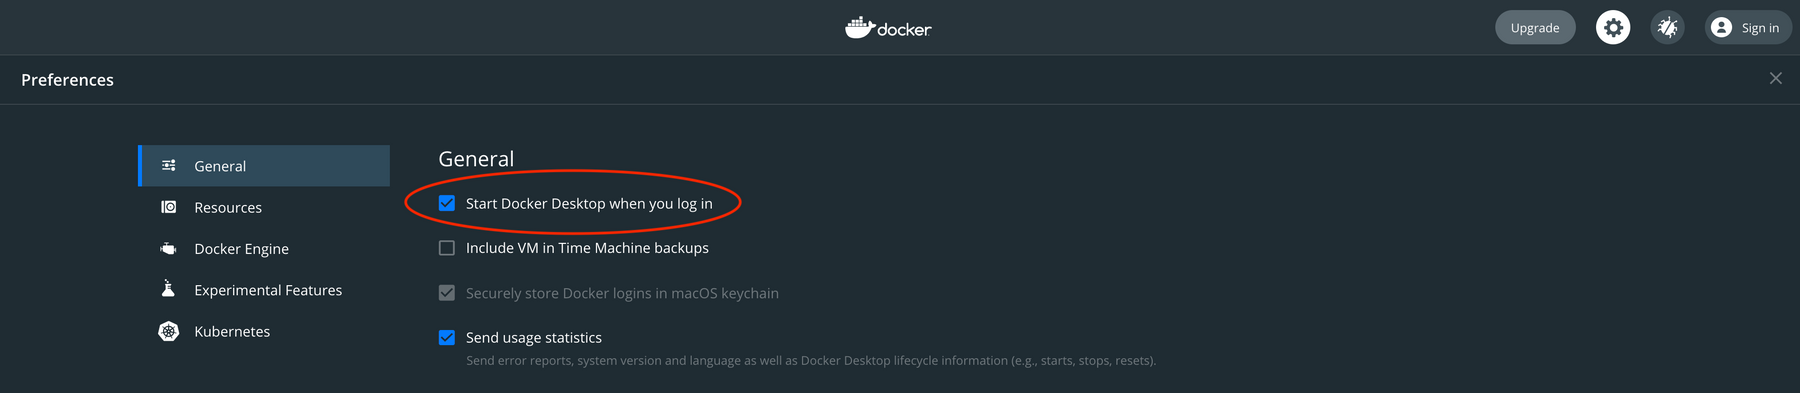 docker
Upgrade
Sign in
Preferences
General
Resources
Docker Engine
Experimental Features
Kubernetes
General
Start Docker Desktop when you log in
Include VM in Time Machine backups
Securely store Docker logins in macOS keychain
Send usage statistics
Send error reports, system version and language as well as Docker Desktop lifecycle information (e.g., starts, stops, resets).